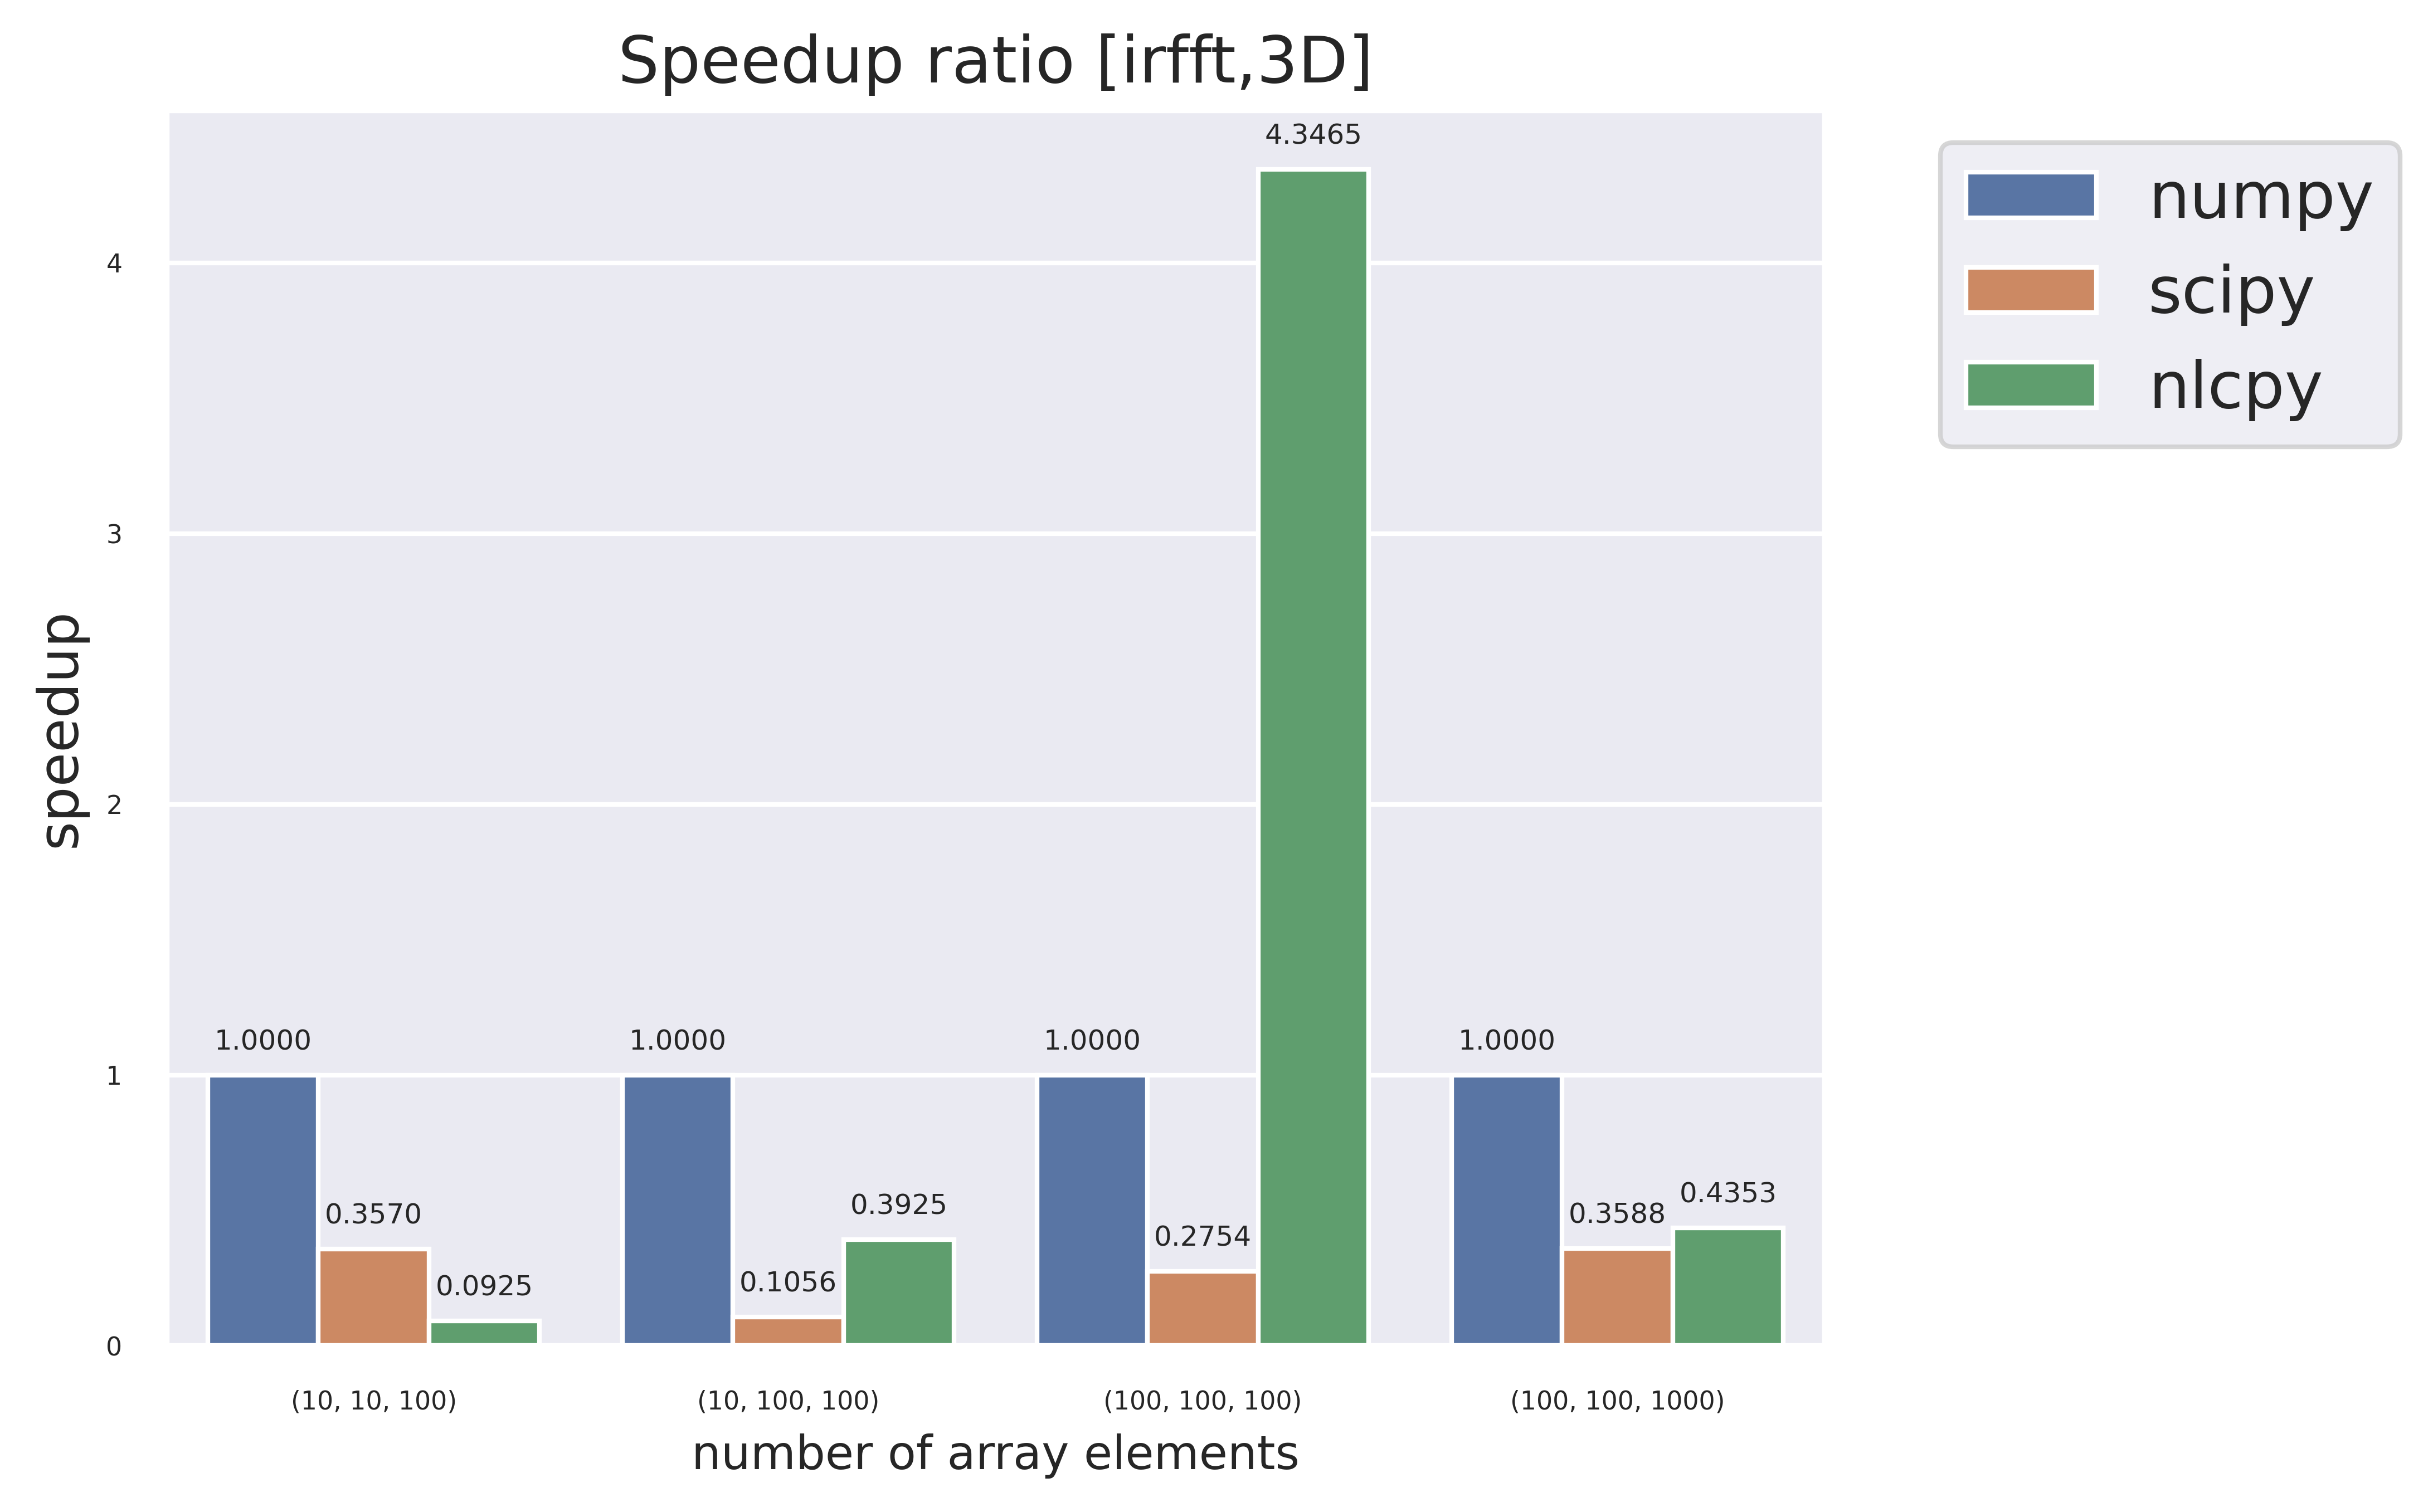 Speedup ratio [irfft,3D]
speedup
4
3
2
1
0
4.3465
1.0000
1.0000
1.0000
1.0000
0.3570
0.0925
0.1056
0.3925
0.2754
0.3588
0.4353
(10, 10, 100)
(10, 100, 100)
(100, 100, 100)
(100, 100, 1000)
number of array elements
numpy
scipy
nlcpy